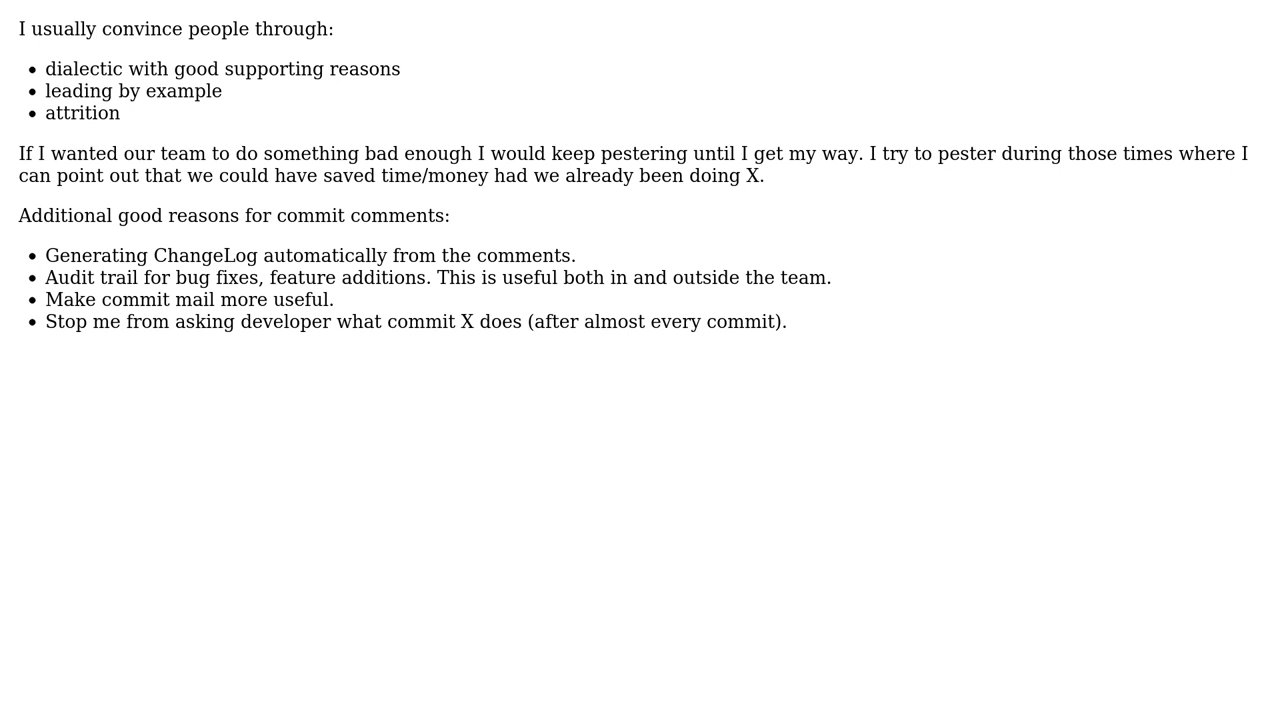 I usually convince people through:
• dialectic with good supporting reasons
• leading by example
• attrition
If I wanted our team to do something bad enough I would keep pestering until I get my way. I try to pester during those times where I
can point out that we could have saved time/money had we already been doing X.
Additional good reasons for commit comments:
• Generating ChangeLog automatically from the comments.
• Audit trail for bug fixes, feature additions. This is useful both in and outside the team.
• Make commit mail more useful.
• Stop me from asking developer what commit X does (after almost every commit).